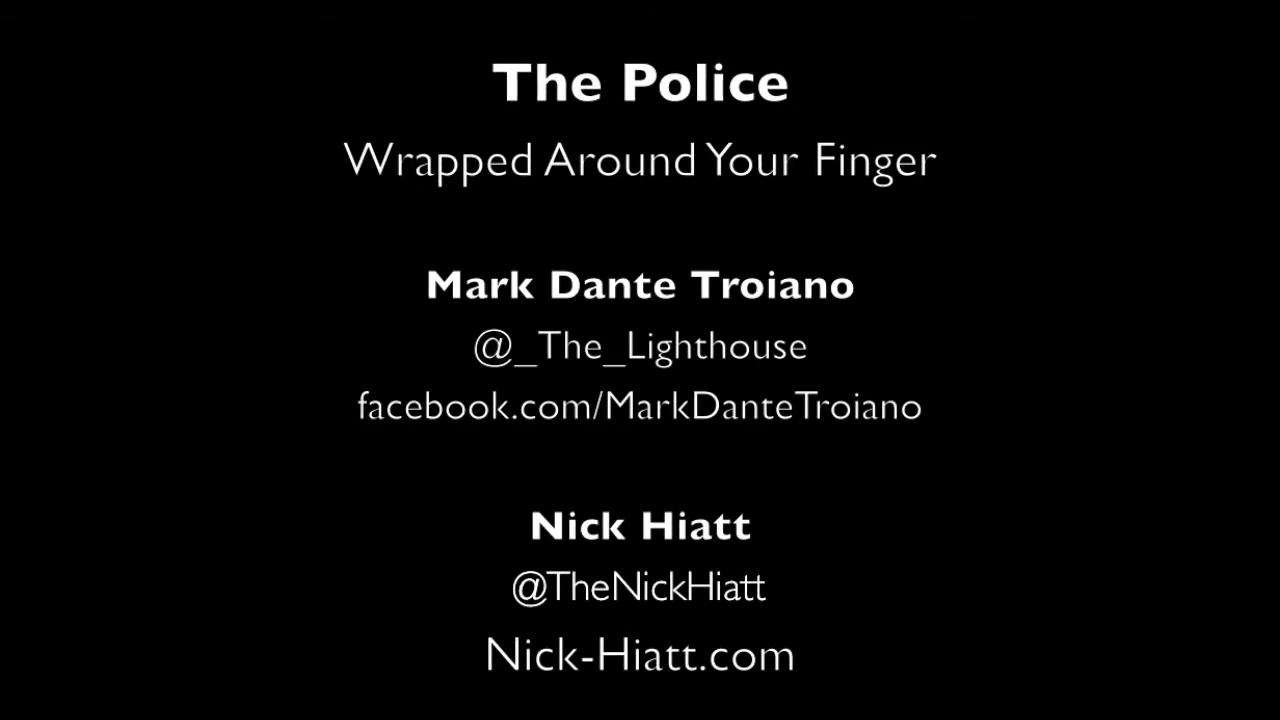 The Police
Wrapped Around Your Finger
Mark Dante Troiano
@_The_Lighthouse
facebook.com/MarkDanteTroiano
Nick Hiatt
@TheNickHiatt
Nick-Hiatt.com